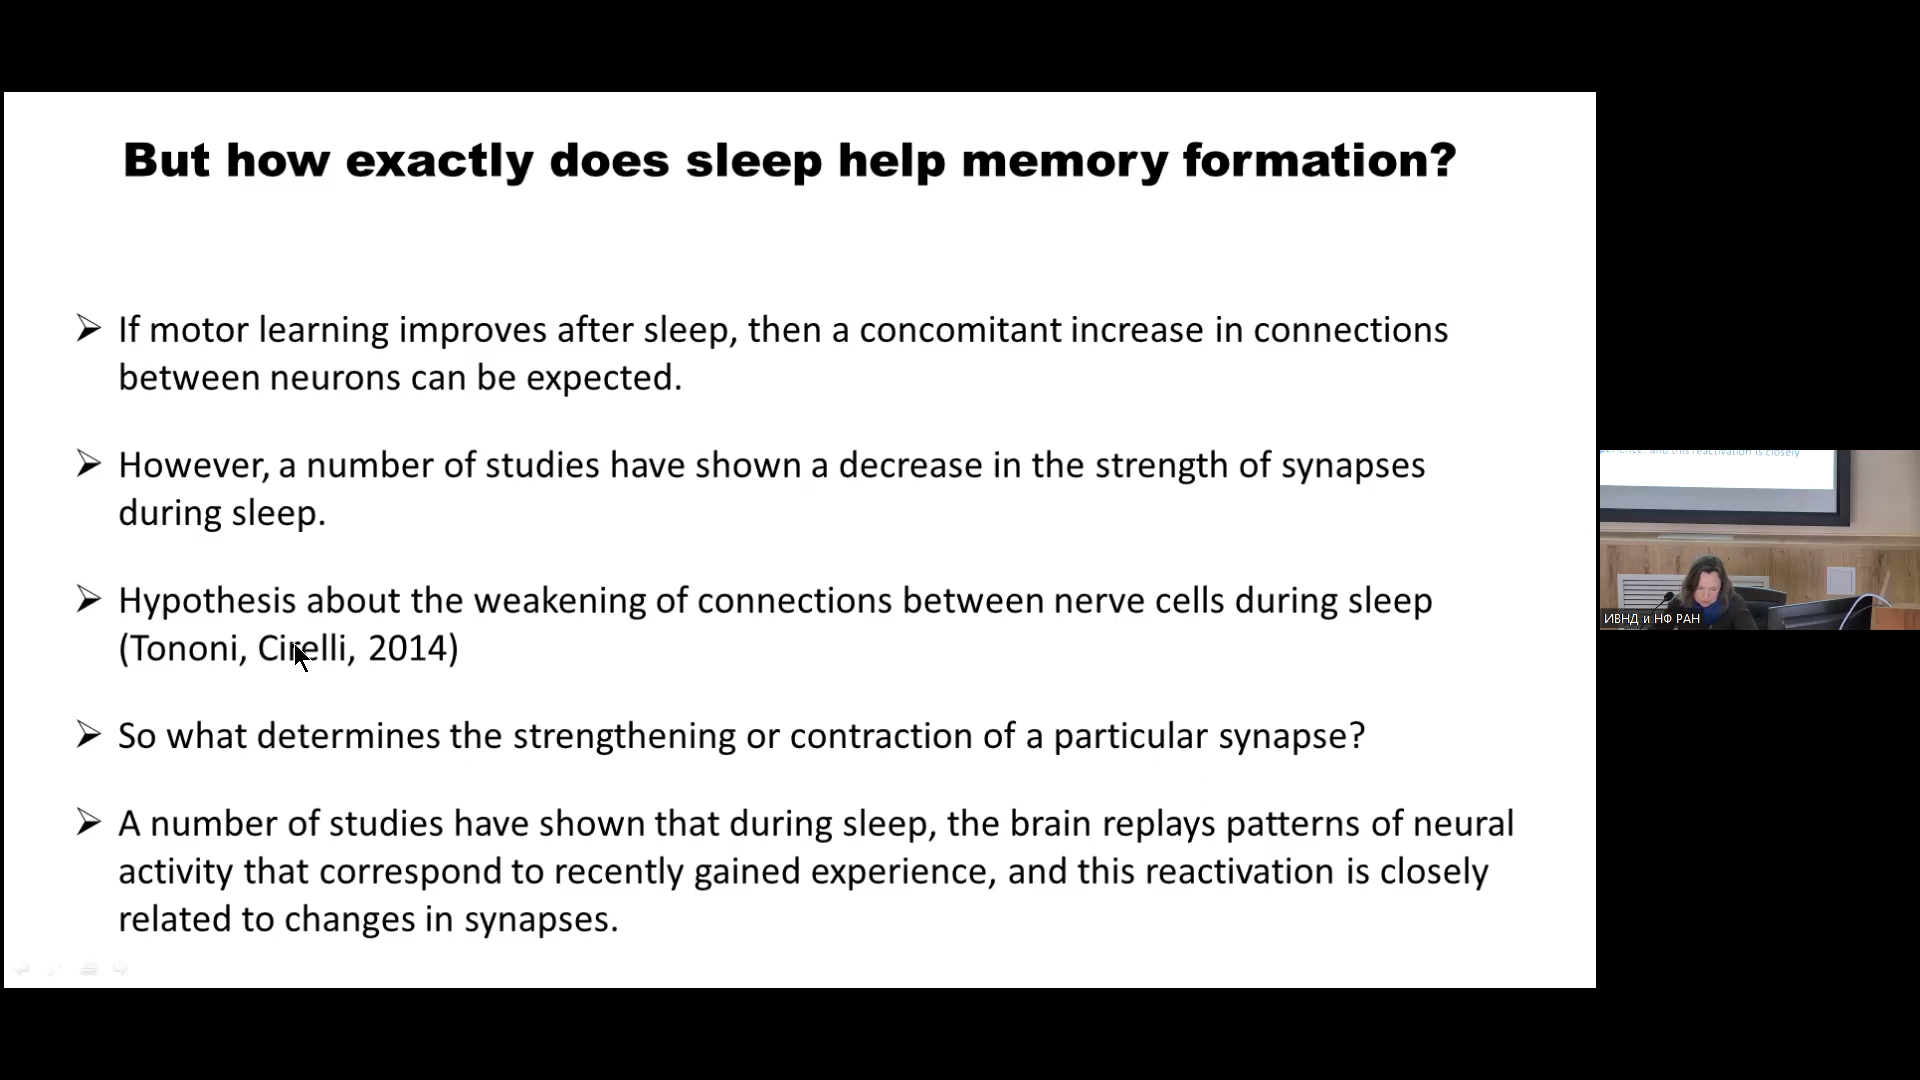 But how exactly does sleep help memory formation?
If motor learning improves after sleep, then a concomitant increase in connections
between neurons can be expected.
However, a number of studies have shown a decrease in the strength of synapses
during sleep.
Hypothesis about the weakening of connections between nerve cells during sleep
(Tononi, Cirelli, 2014)
So what determines the strengthening or contraction of a particular synapse?
A number of studies have shown that during sleep, the brain replays patterns of neural
activity that correspond to recently gained experience, and this reactivation is closely
related to changes in synapses.
and this reactivation is closely
ИВНД и НФ РАН